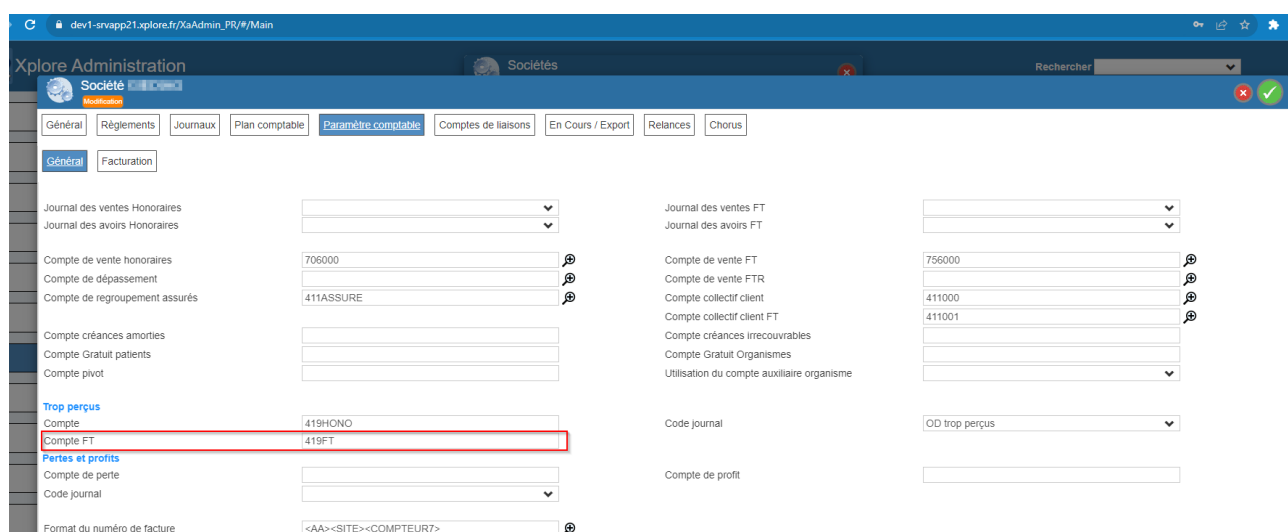 dev1-srvapp21.xplore.fr/XaAdmin_PR/#/Main
Xplore Administration
Sociétés
Rechercher
Société
Modification
Général Règlements Journaux Plan comptable Paramètre comptable Comptes de liaisons En Cours / Export Relances Chorus
Général Facturation
Journal des ventes Honoraires Journal des ventes FT
Journal des avoirs Honoraires Journal des avoirs FT
Compte de vente honoraires 706000 Compte de vente FT 756000
Compte de dépassement Compte de vente FTR
Compte de regroupement assurés 411ASSURE Compte collectif client 411000
Compte collectif client FT 411001
Compte créances amorties Compte créances irrecouvrables
Compte Gratuit patients Compte Gratuit Organismes
Compte pivot Utilisation du compte auxiliaire organisme
Trop perçus
Compte 419HONO Code journal OD trop perçus
Compte FT 419FT
Pertes et profits
Compte de perte Compte de profit
Code journal
Format du numéro de facture <AA><SITE><COMPTEUR7>